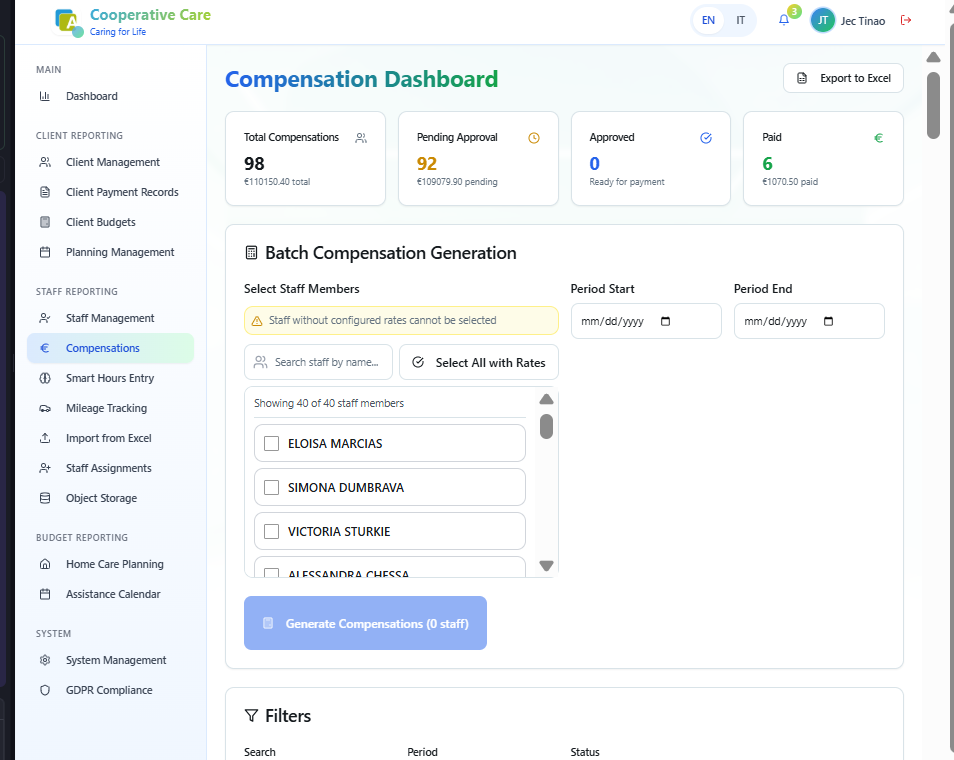 Cooperative Care
Caring for Life
EN IT
3
JT Jec Tinao
MAIN
Dashboard
CLIENT REPORTING
Client Management
Client Payment Records
Client Budgets
Planning Management
STAFF REPORTING
Staff Management
€ Compensations
Smart Hours Entry
Mileage Tracking
Import from Excel
Staff Assignments
Object Storage
BUDGET REPORTING
Home Care Planning
Assistance Calendar
SYSTEM
System Management
GDPR Compliance
Compensation Dashboard
Export to Excel
Total Compensations
98
€110150.40 total
Pending Approval
92
€109079.90 pending
Approved
0
Ready for payment
Paid €
6
€1070.50 paid
Batch Compensation Generation
Select Staff Members
Staff without configured rates cannot be selected
Search staff by name...
Select All with Rates
Showing 40 of 40 staff members
ELOISA MARCIAS
SIMONA DUMBRAVA
VICTORIA STURKIE
ALESSANDRA CHESSA
Period Start
mm/dd/yyyy
Period End
mm/dd/yyyy
Generate Compensations (0 staff)
Filters
Search Period Status